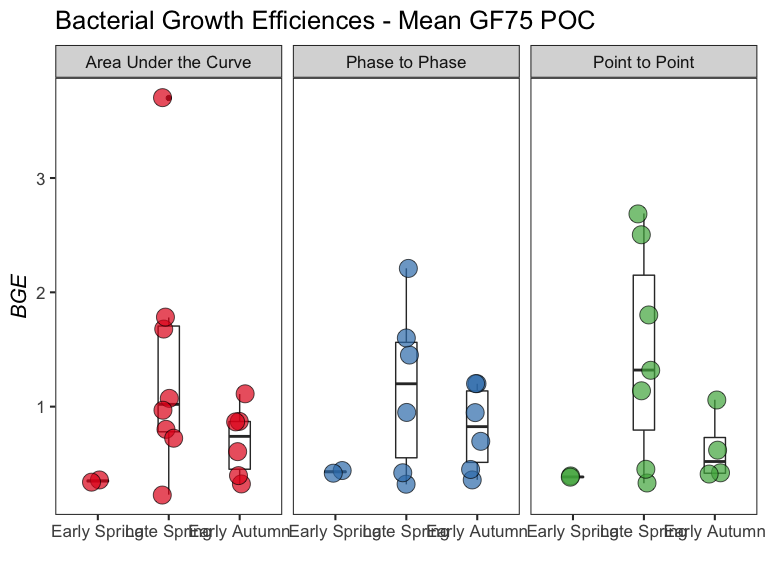 Bacterial Growth Efficiences - Mean GF75 POC
Area Under the Curve
Phase to Phase
Point to Point
BGE
3
2
1
Early Spring
Late Spring
Early Autumn
Early Spring
Late Spring
Early Autumn
Early Spring
Late Spring
Early Autumn